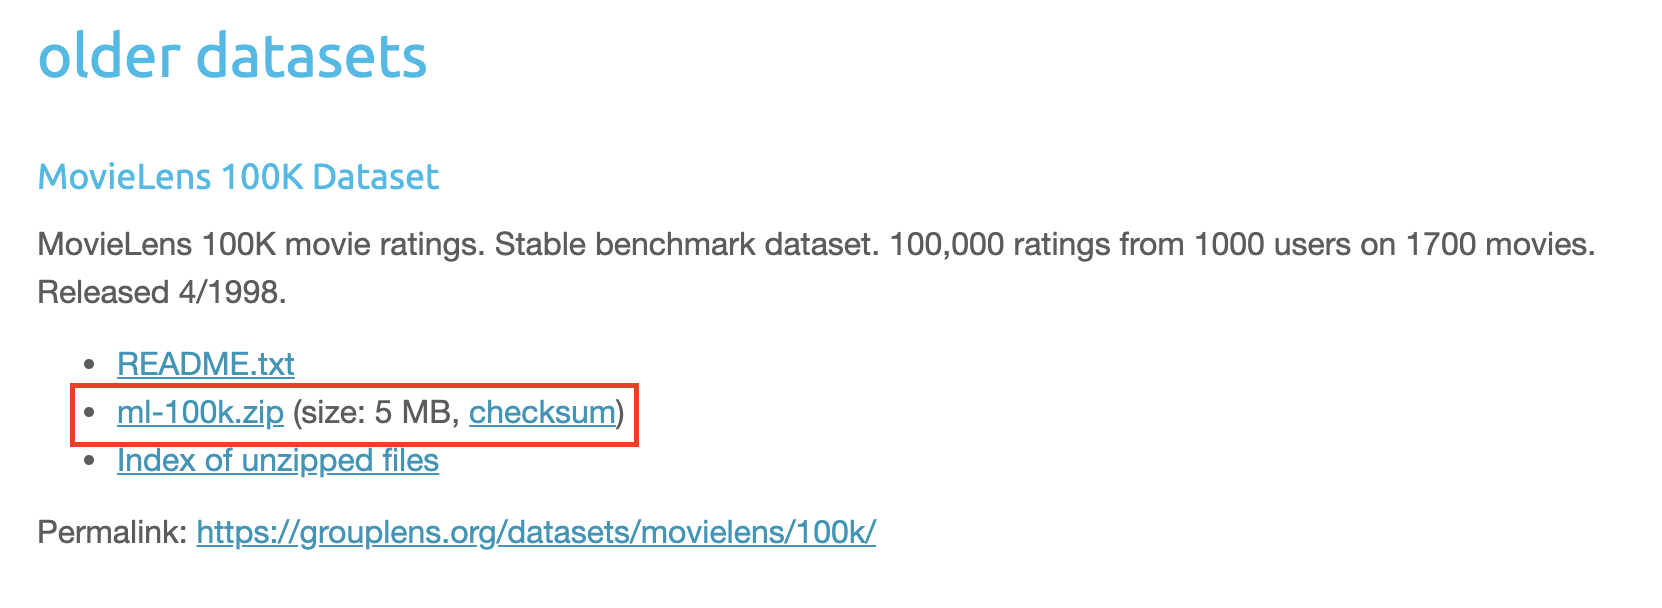 older datasets
MovieLens 100K Dataset
MovieLens 100K movie ratings. Stable benchmark dataset. 100,000 ratings from 1000 users on 1700 movies.
Released 4/1998.
• README.txt
• ml-100k.zip (size: 5 MB, checksum)
• Index of unzipped files
Permalink: https://grouplens.org/datasets/movielens/100k/